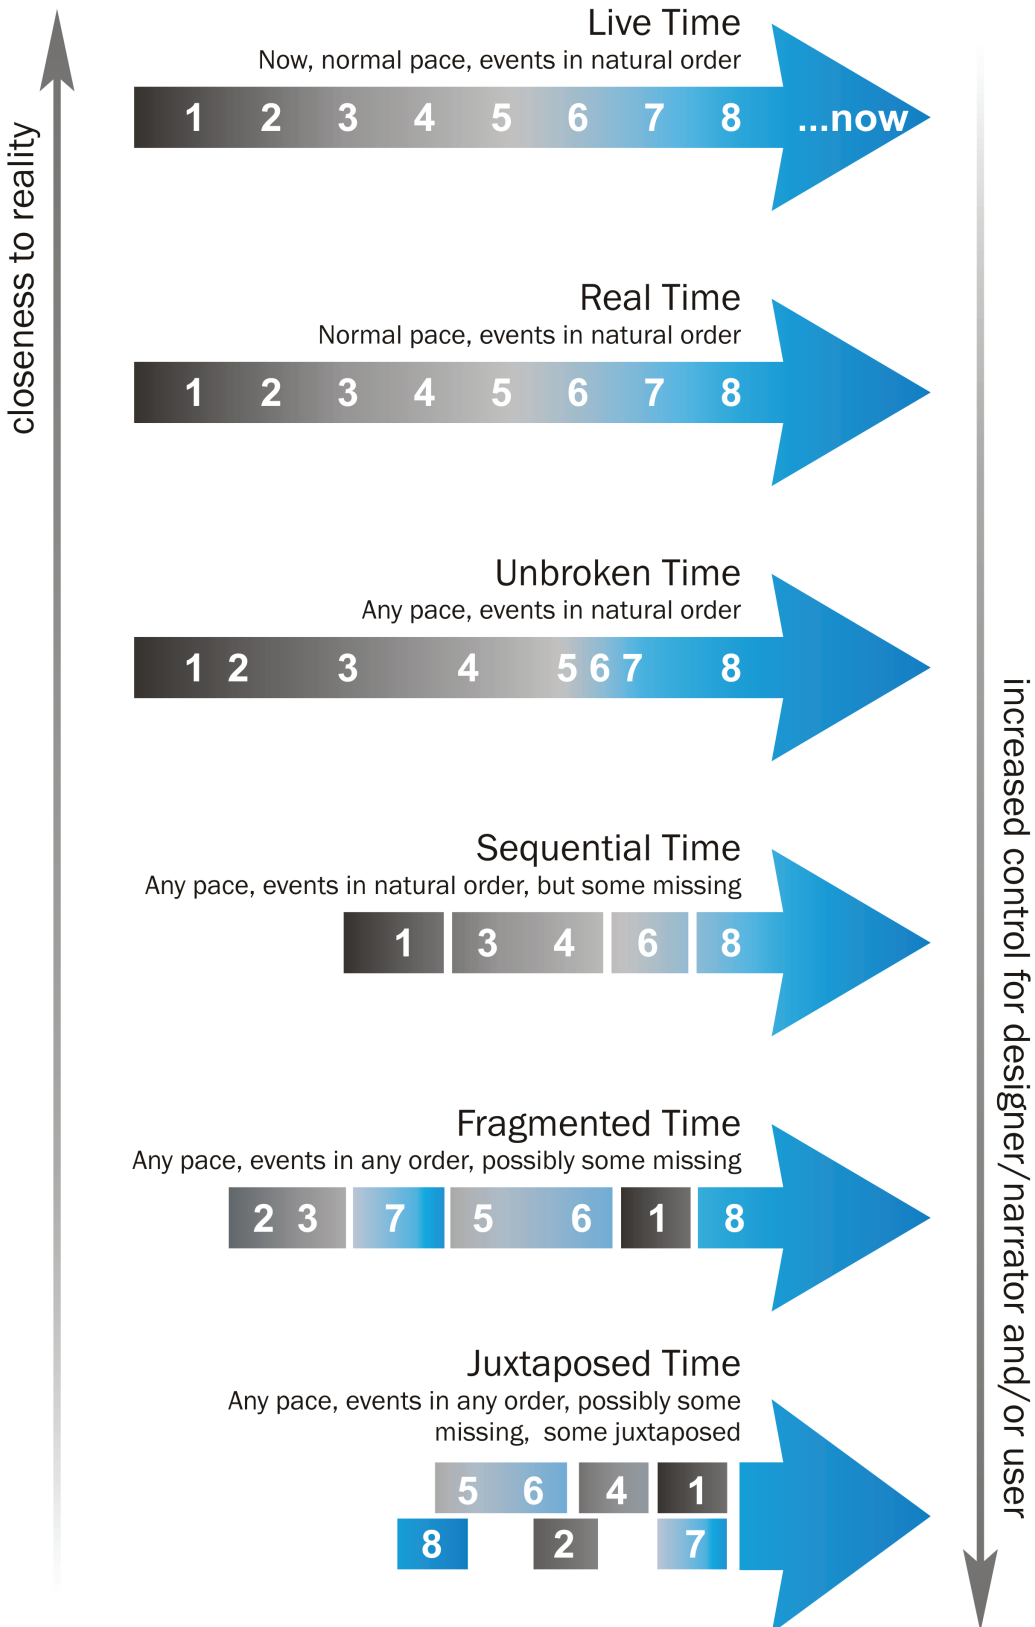 Live Time
Now, normal pace, events in natural order
1 2 3 4 5 6 7 8 ...now
closeness to reality
Real Time
Normal pace, events in natural order
1 2 3 4 5 6 7 8
Unbroken Time
Any pace, events in natural order
1 2 3 4 5 6 7 8
increased control for designer/narrator and/or user
Sequential Time
Any pace, events in natural order, but some missing
1 3 4 6 8
Fragmented Time
Any pace, events in any order, possibly some missing
2 3 7 5 6 1 8
Juxtaposed Time
Any pace, events in any order, possibly some
missing, some juxtaposed
5 6 4 1
8 2 7